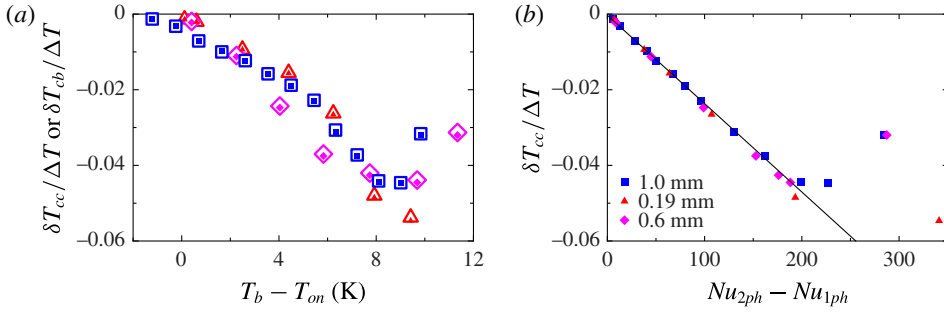 (a)
0
−0.02
−0.04
−0.06
δT_cc/ΔT or δT_cb/ΔT
0 4 8 12
T_b − T_on (K)
(b)
0
−0.02
−0.04
−0.06
δT_cc/ΔT
1.0 mm
0.19 mm
0.6 mm
0 100 200 300
Nu_2ph − Nu_1ph